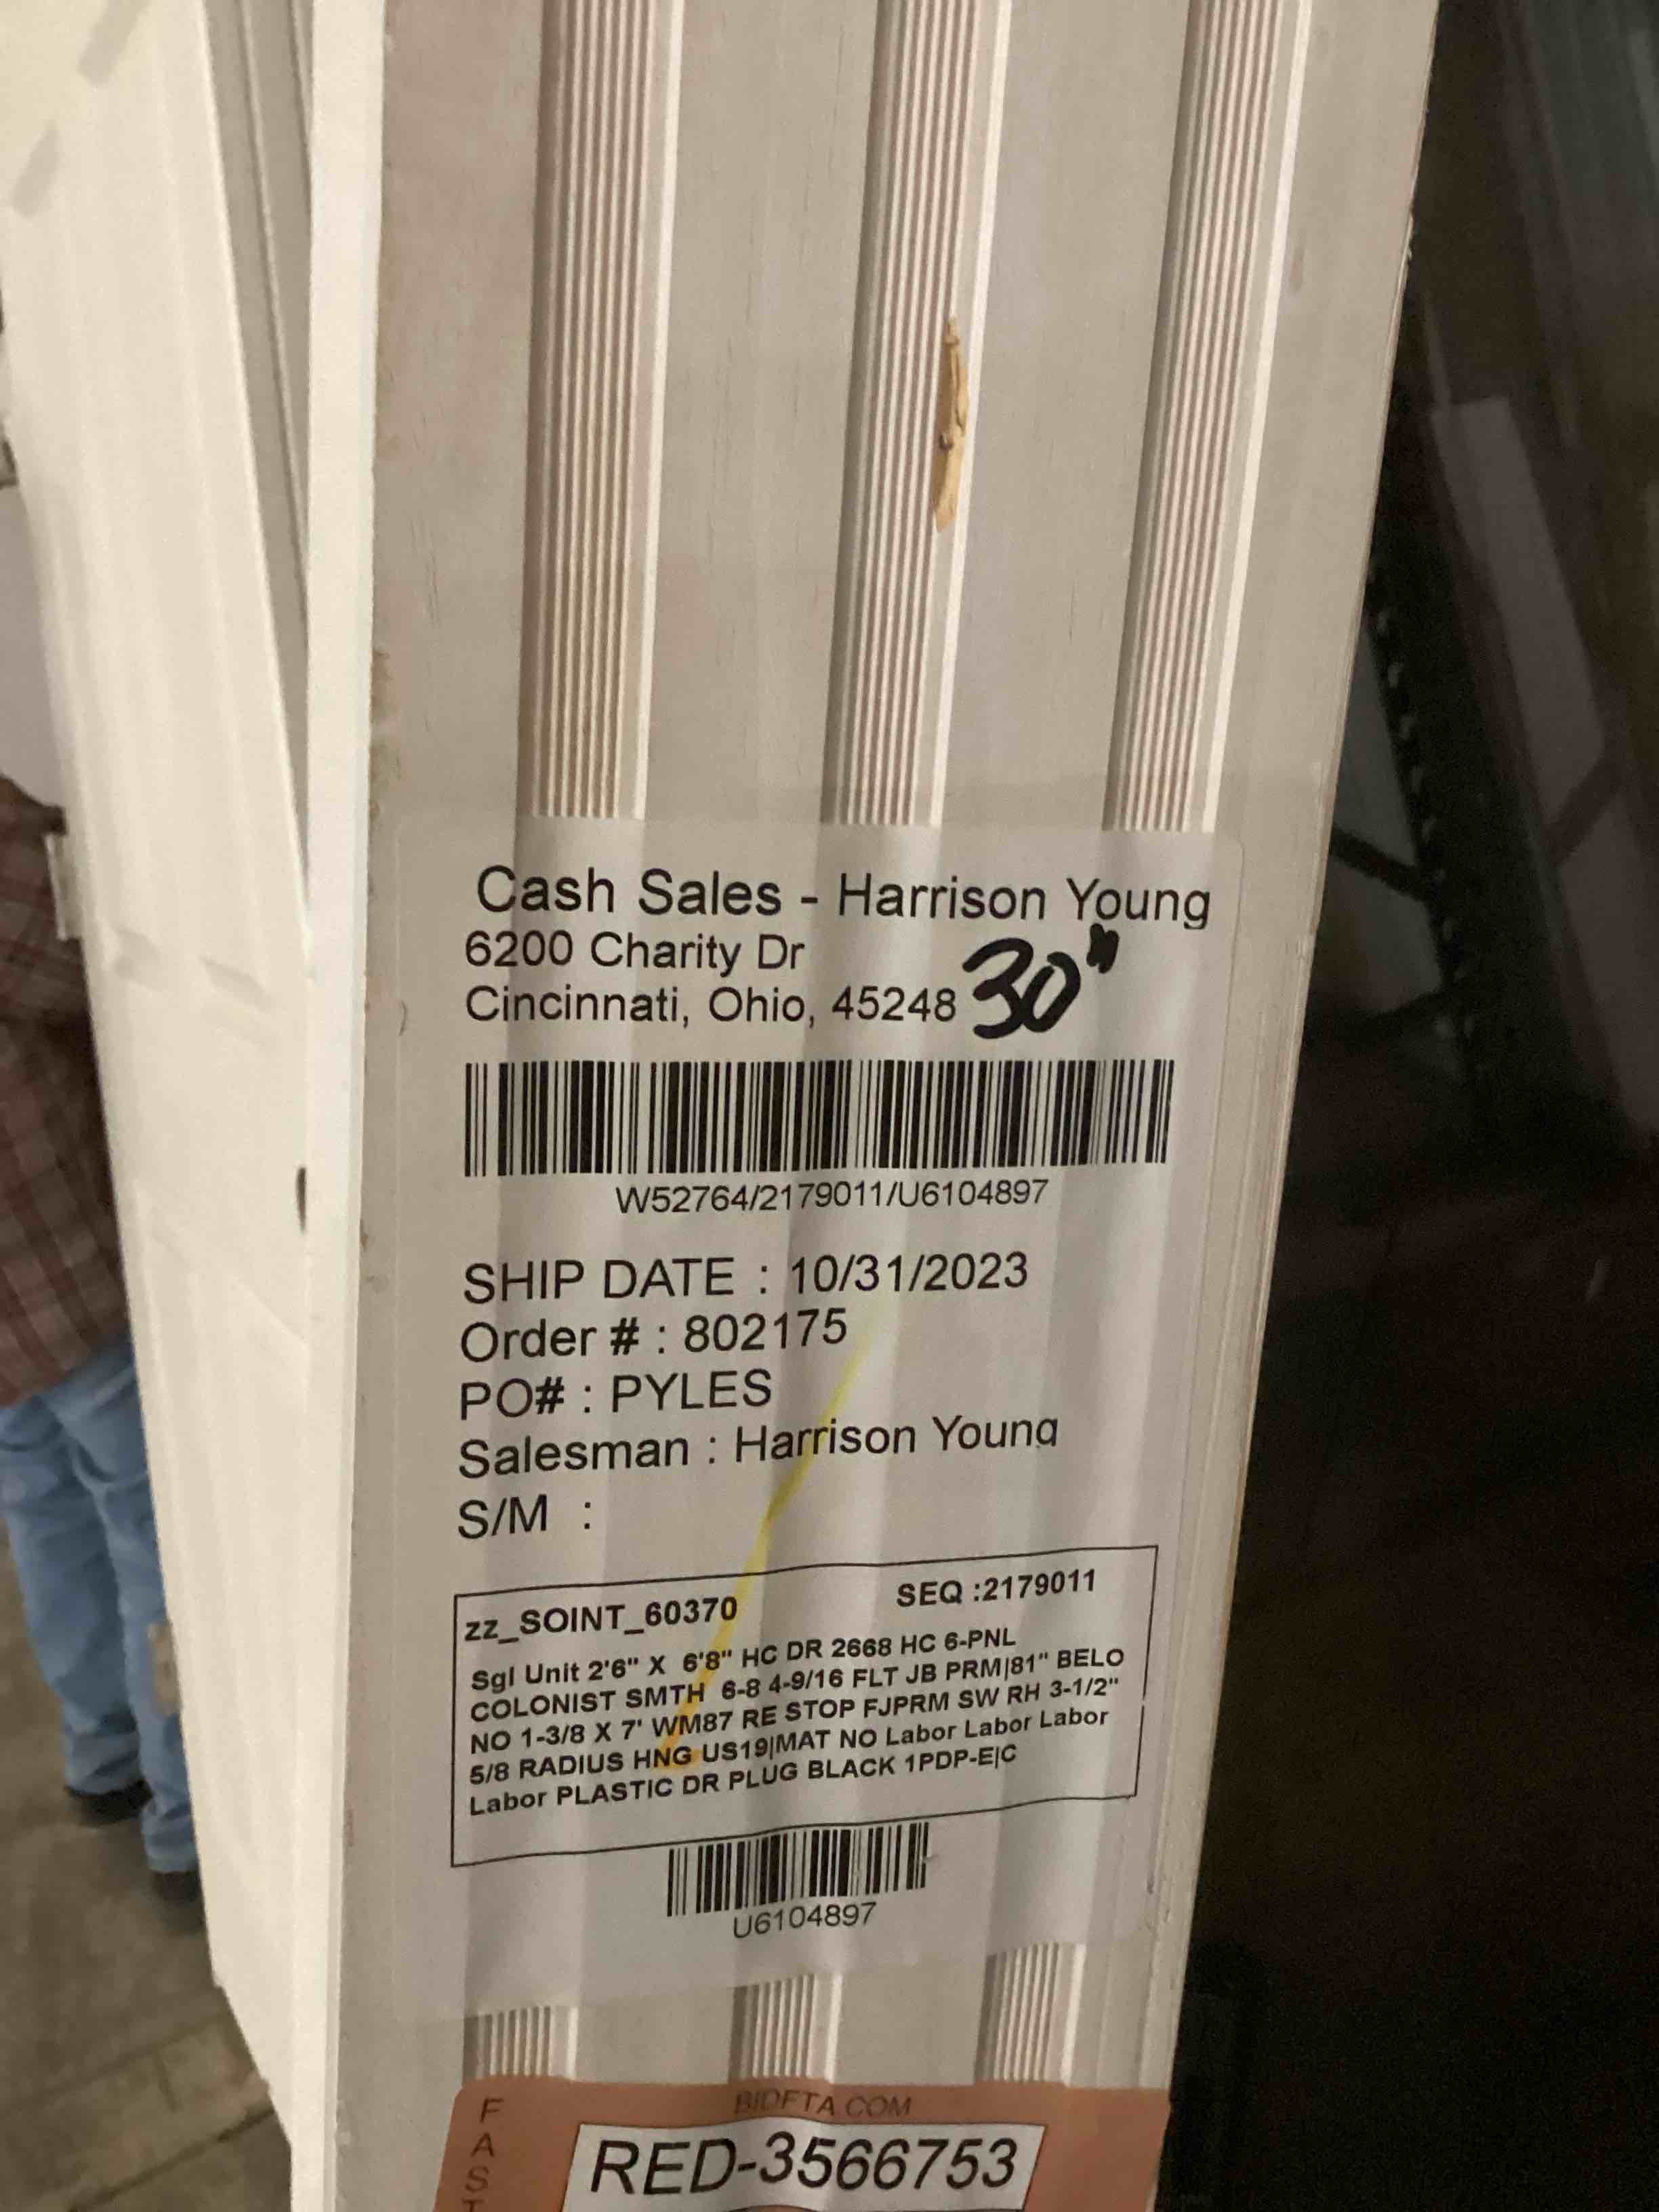 Cash Sales - Harrison Young
6200 Charity Dr
Cincinnati, Ohio, 45248 30"
W52764/2179011/U6104897
SHIP DATE : 10/31/2023
Order # : 802175
PO# : PYLES
Salesman : Harrison Young
S/M :
zz_SOINT_60370 SEQ :2179011
Sgl Unit 2'6" X 6'8" HC DR 2668 HC 6-PNL
COLONIST SMTH 6-8 4-9/16 FLT JB PRM|81" BELO
NO 1-3/8 X 7' WM87 RE STOP FJPRM SW RH 3-1/2"
5/8 RADIUS HNG US19|MAT NO Labor Labor Labor
Labor PLASTIC DR PLUG BLACK 1PDP-E|C
U6104897
BIDFTA.COM
FAST
RED-3566753